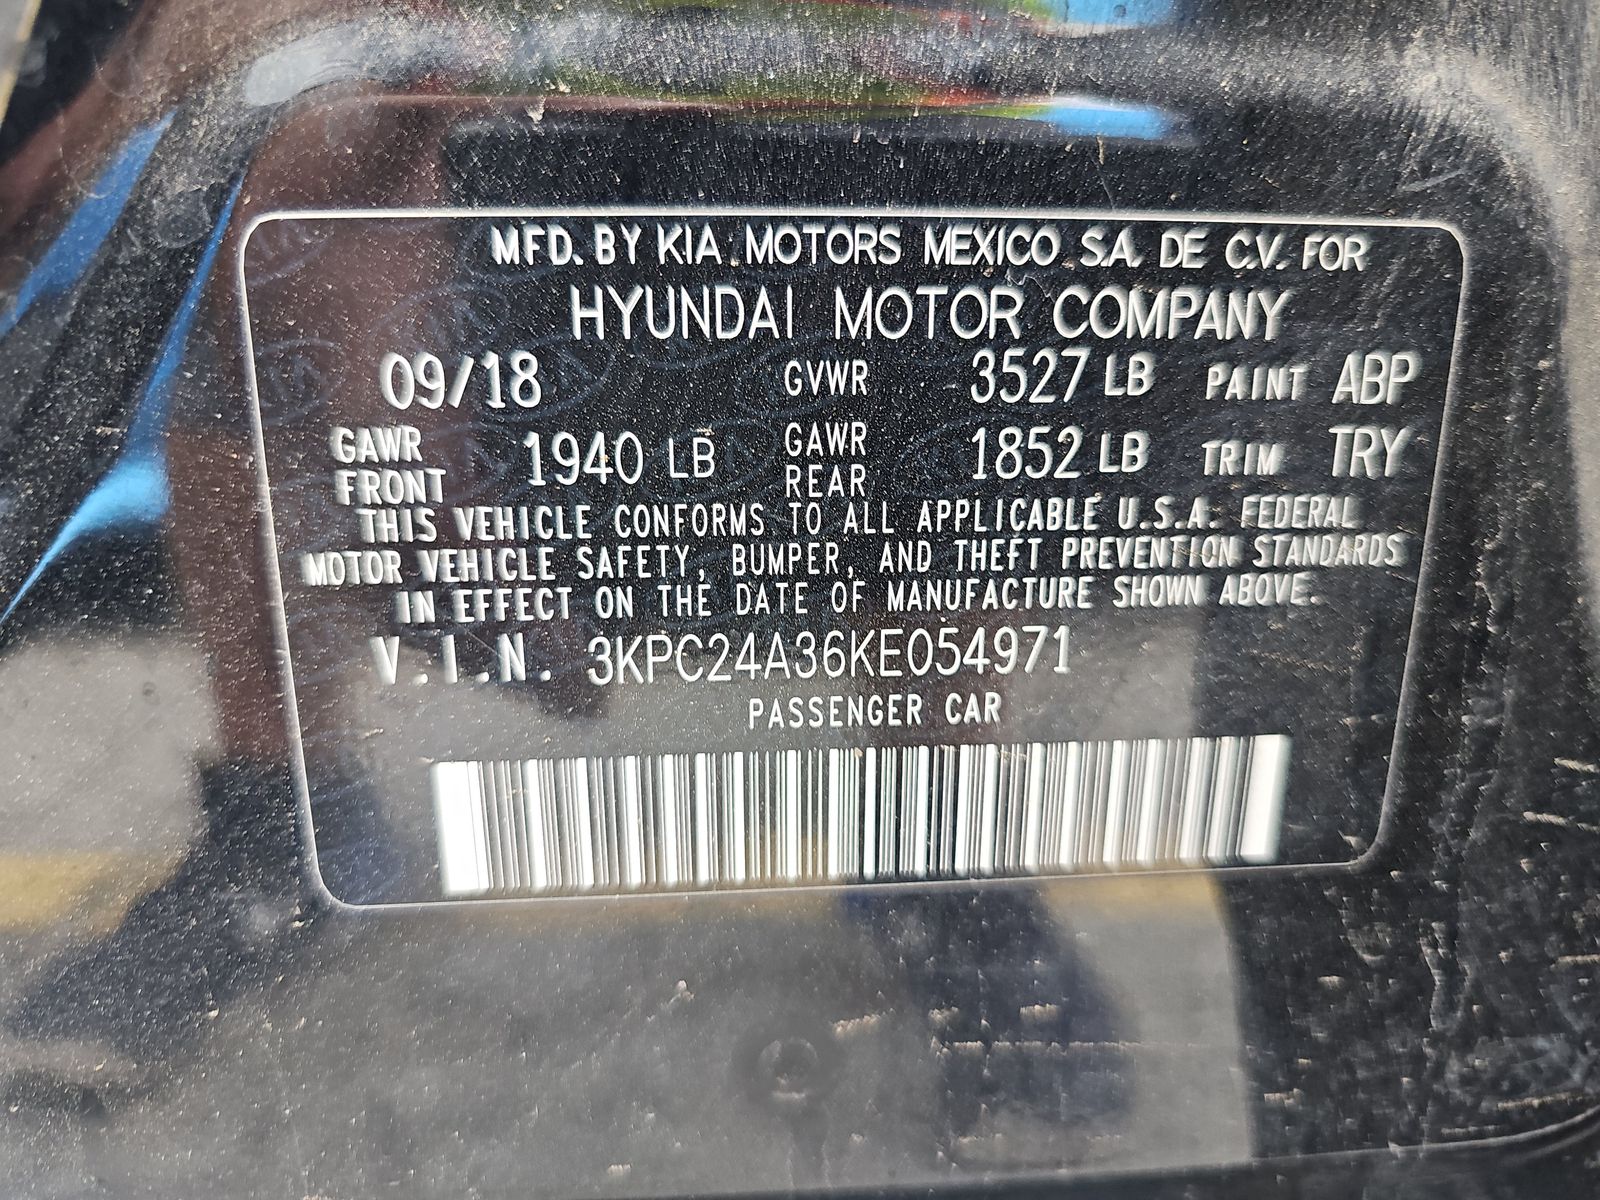 MFD. BY KIA MOTORS MEXICO S.A. DE C.V. FOR
HYUNDAI MOTOR COMPANY
09/18 GVWR 3527 LB PAINT ABP
GAWR FRONT 1940 LB GAWR REAR 1852 LB TRIM TRY
THIS VEHICLE CONFORMS TO ALL APPLICABLE U.S.A. FEDERAL
MOTOR VEHICLE SAFETY, BUMPER, AND THEFT PREVENTION STANDARDS
IN EFFECT ON THE DATE OF MANUFACTURE SHOWN ABOVE.
V.I.N. 3KPC24A36KE054971
PASSENGER CAR